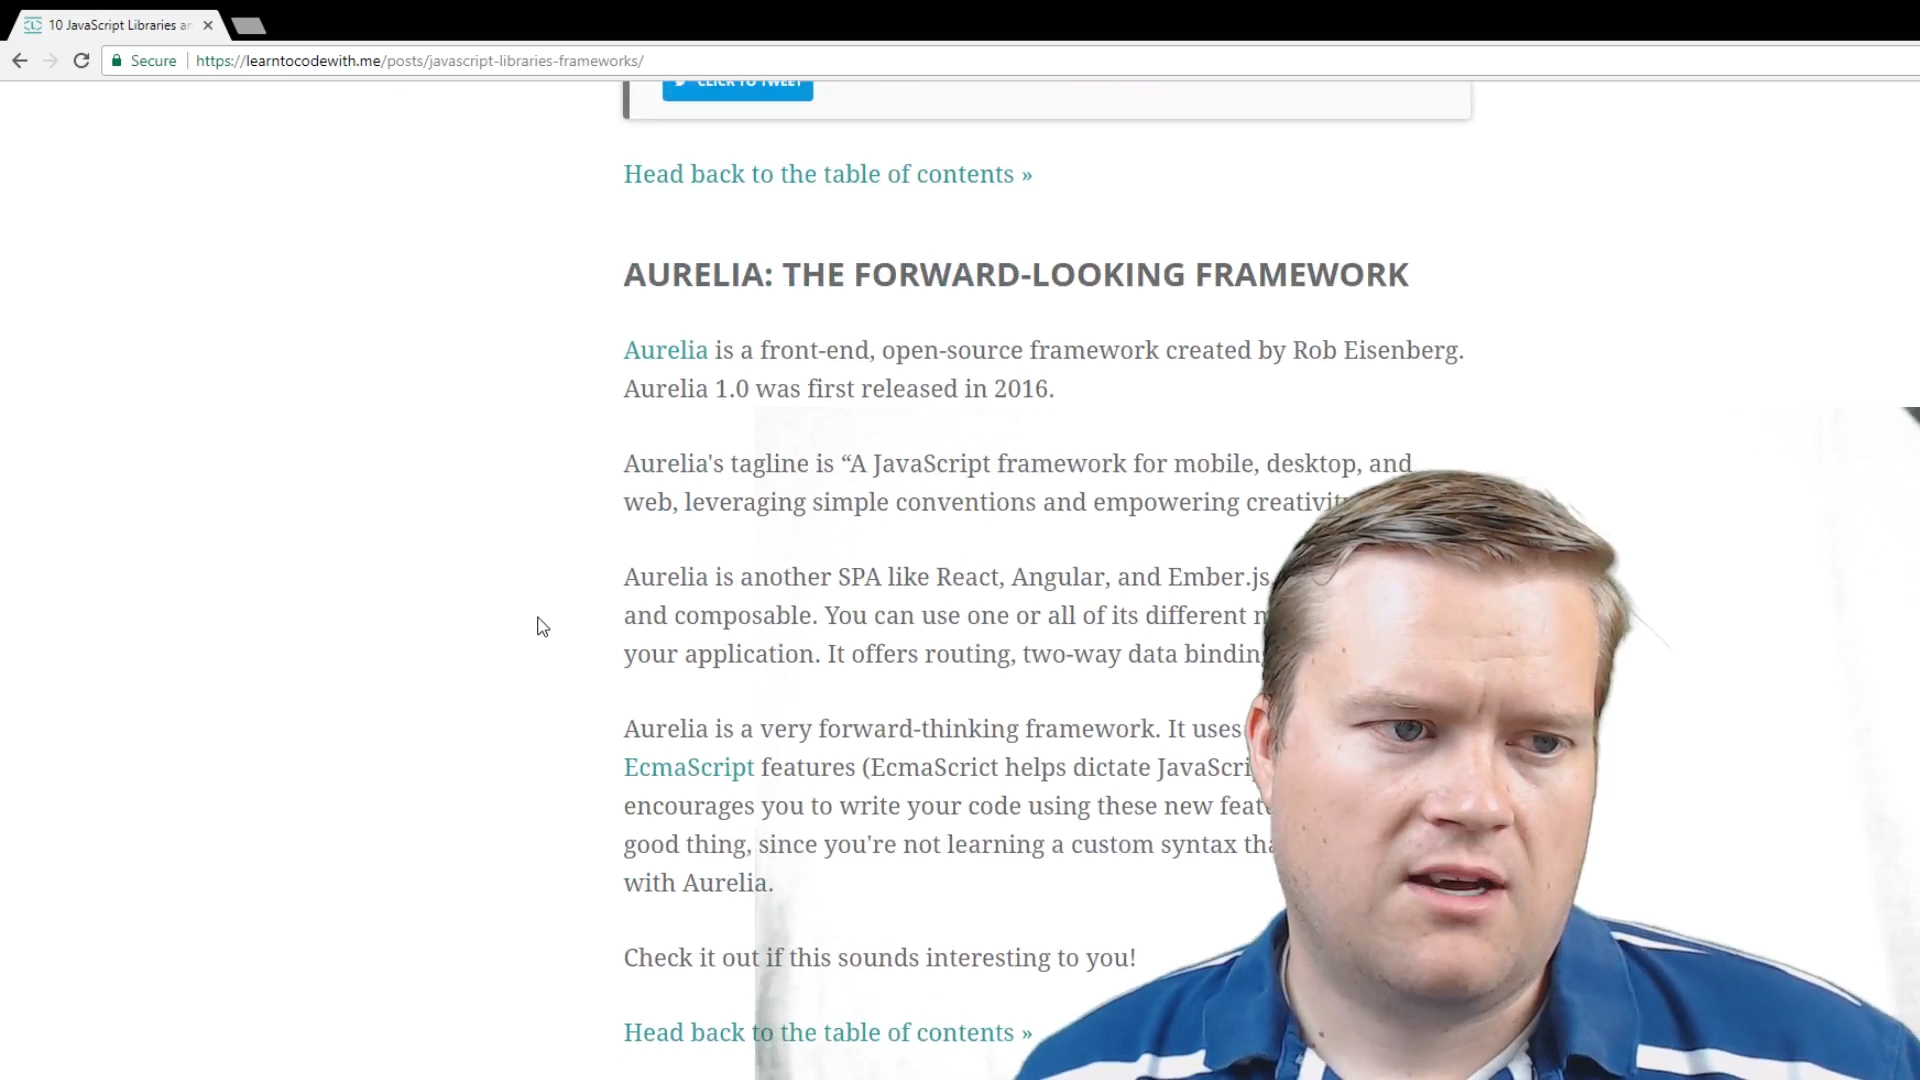 10 JavaScript Libraries
Secure https://learntocodewith.me/posts/javascript-libraries-frameworks/
CLICK TO TWEET
Head back to the table of contents »
AURELIA: THE FORWARD-LOOKING FRAMEWORK
Aurelia is a front-end, open-source framework created by Rob Eisenberg.
Aurelia 1.0 was first released in 2016.
Aurelia's tagline is “A JavaScript framework for mobile, desktop, and
web, leveraging simple conventions and empowering
Aurelia is another SPA like React, Angular, and Ember.js
and composable. You can use one or all of its different
your application. It offers routing, two-way data
Aurelia is a very forward-thinking framework. It uses
EcmaScript features (EcmaScrict helps dictate
encourages you to write your code using these new
good thing, since you're not learning a custom syntax
with Aurelia.
Check it out if this sounds interesting to you!
Head back to the table of contents »